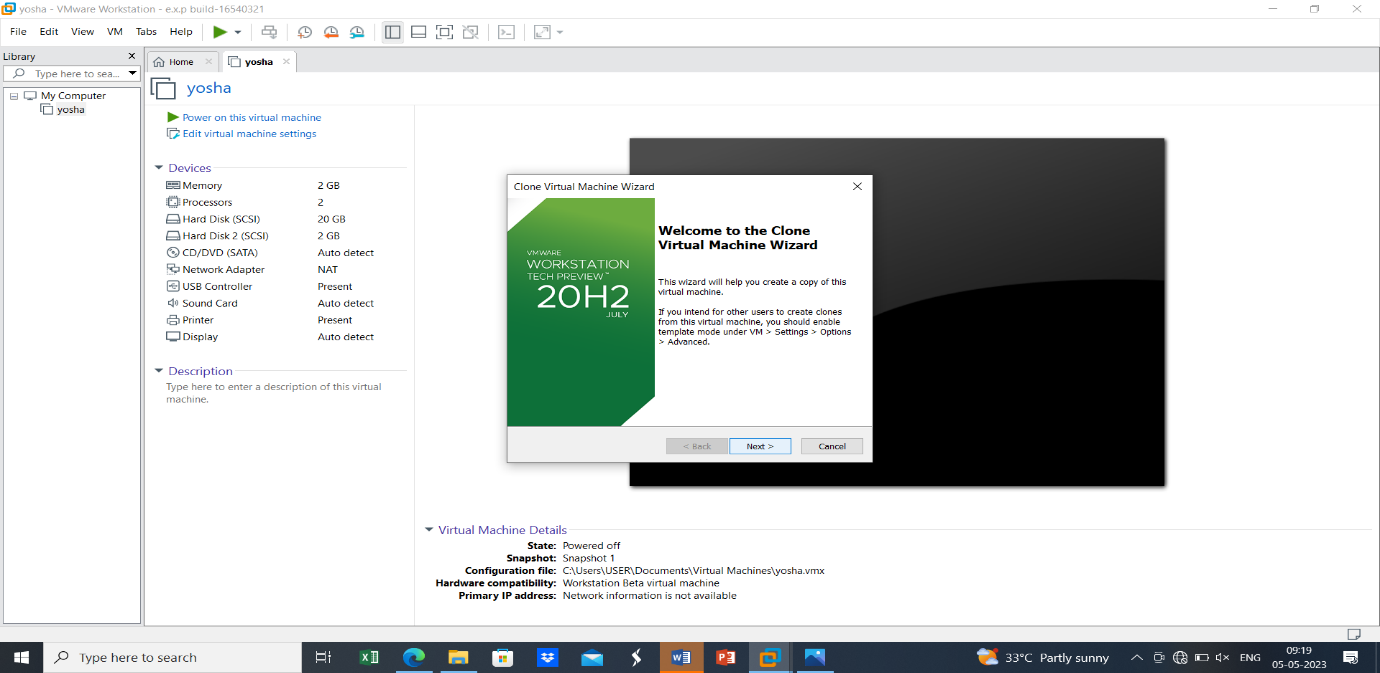 yosha - VMware Workstation - e.x.p build-16540321
File Edit View VM Tabs Help
Library
Type here to sea...
My Computer
yosha
Home
yosha
yosha
Power on this virtual machine
Edit virtual machine settings
Devices
Memory 2 GB
Processors 2
Hard Disk (SCSI) 20 GB
Hard Disk 2 (SCSI) 2 GB
CD/DVD (SATA) Auto detect
Network Adapter NAT
USB Controller Present
Sound Card Auto detect
Printer Present
Display Auto detect
Description
Type here to enter a description of this virtual
machine.
Clone Virtual Machine Wizard
VMWARE
WORKSTATION
TECH PREVIEW™
20H2
JULY
Welcome to the Clone
Virtual Machine Wizard
This wizard will help you create a copy of this
virtual machine.
If you intend for other users to create clones
from this virtual machine, you should enable
template mode under VM > Settings > Options
> Advanced.
< Back Next > Cancel
Virtual Machine Details
State: Powered off
Snapshot: Snapshot 1
Configuration file: C:\Users\USER\Documents\Virtual Machines\yosha.vmx
Hardware compatibility: Workstation Beta virtual machine
Primary IP address: Network information is not available
Type here to search
33°C Partly sunny
ENG
09:19
05-05-2023